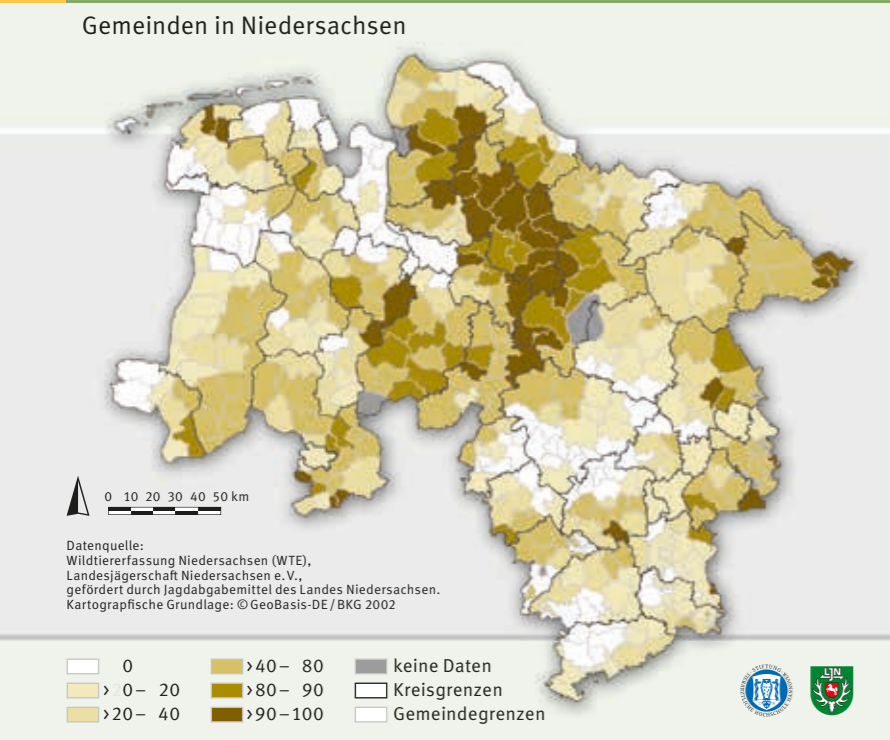 Gemeinden in Niedersachsen
0 10 20 30 40 50 km
Datenquelle:
Wildtiererfassung Niedersachsen (WTE),
Landesjägerschaft Niedersachsen e. V.,
gefördert durch Jagdabgabemittel des Landes Niedersachsen.
Kartografische Grundlage: © GeoBasis-DE / BKG 2002
0
>0 – 20
>20 – 40
>40 – 80
>80 – 90
>90 – 100
keine Daten
Kreisgrenzen
Gemeindegrenzen
STIFTUNG
LJN